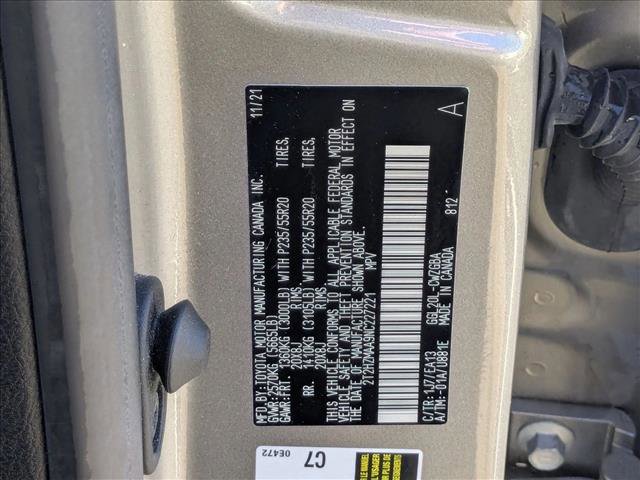 MFD.BY:TOYOTA MOTOR MANUFACTURING CANADA INC. 11/21
GVWR:2570KG (5665LB)
GAWR:FRT. 1360KG (3000LB) WITH P235/55R20 TIRES,
20X8J RIMS
RR. 1410KG (3105LB) WITH P235/55R20 TIRES,
20X8J RIMS
THIS VEHICLE CONFORMS TO ALL APPLICABLE FEDERAL MOTOR
VEHICLE SAFETY AND THEFT PREVENTION STANDARDS IN EFFECT ON
THE DATE OF MANUFACTURE SHOWN ABOVE.
2T2HZMAA9NC227221 MPV
C/TR:1J7/EA13 GGL20L-CWZGBA
A/TM:-01A/U881E MADE IN CANADA 812 A
C7
0E472